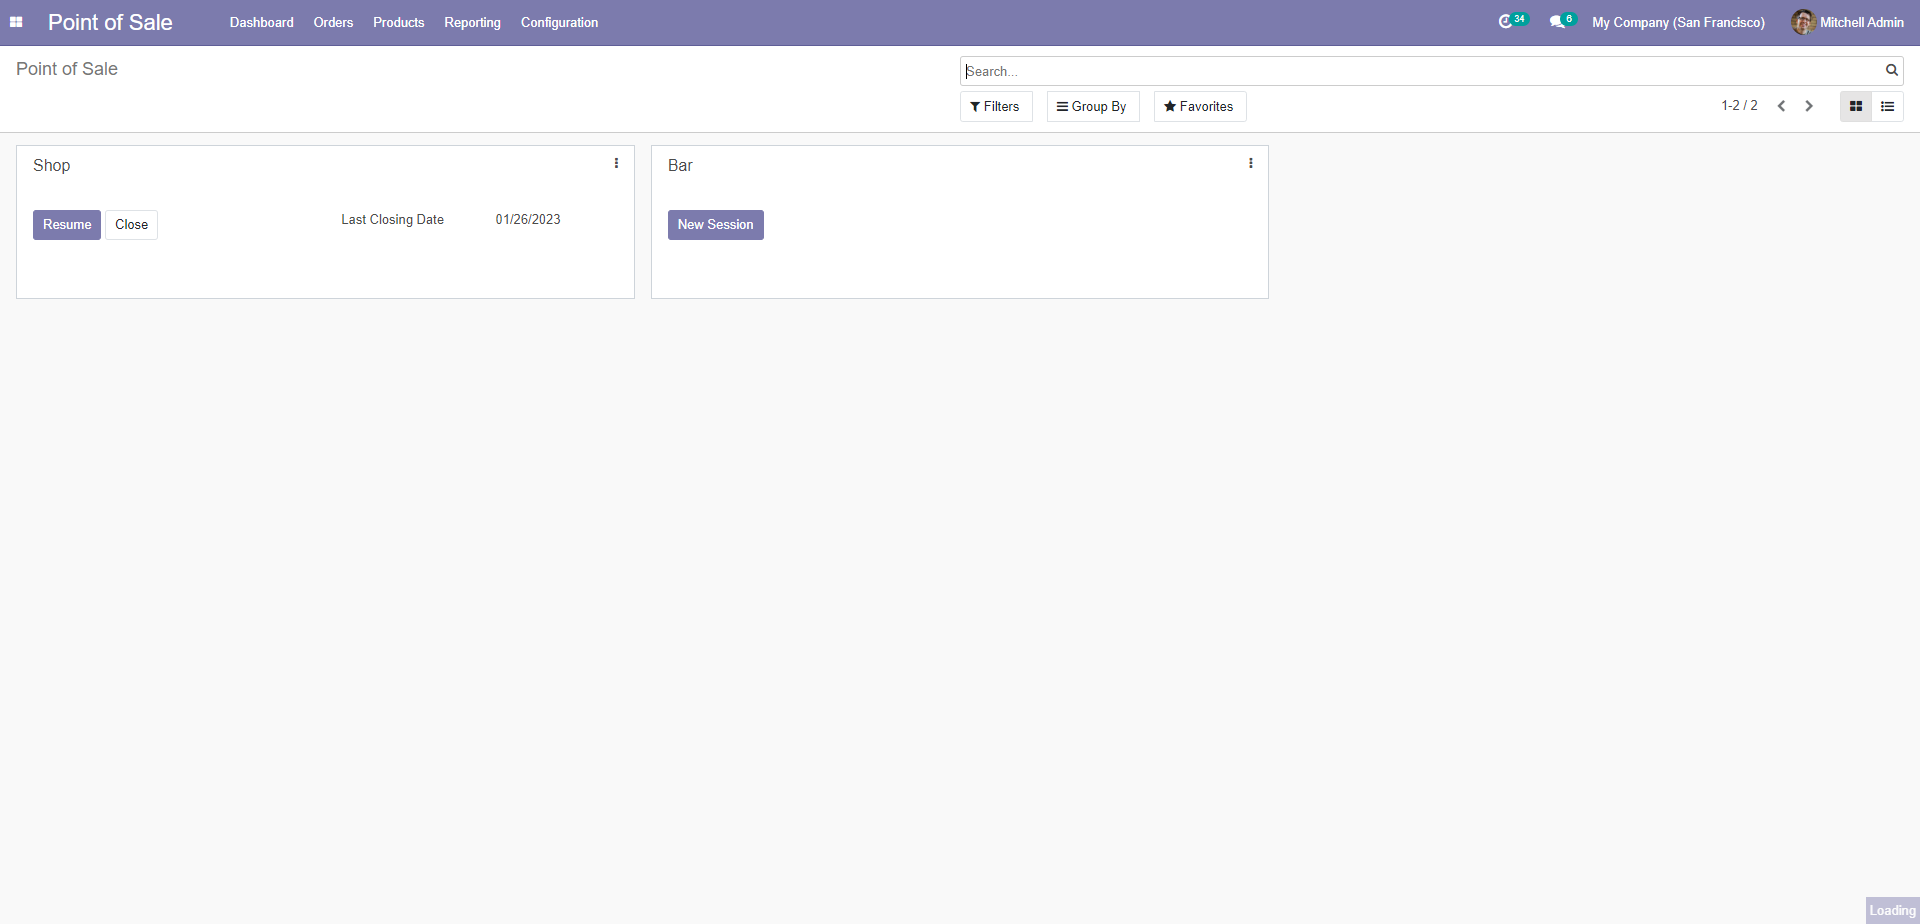 Point of Sale Dashboard Orders Products Reporting Configuration 34 6 My Company (San Francisco) Mitchell Admin
Point of Sale
Search...
Filters Group By Favorites 1-2 / 2
Shop
Resume Close Last Closing Date 01/26/2023
Bar
New Session
Loading